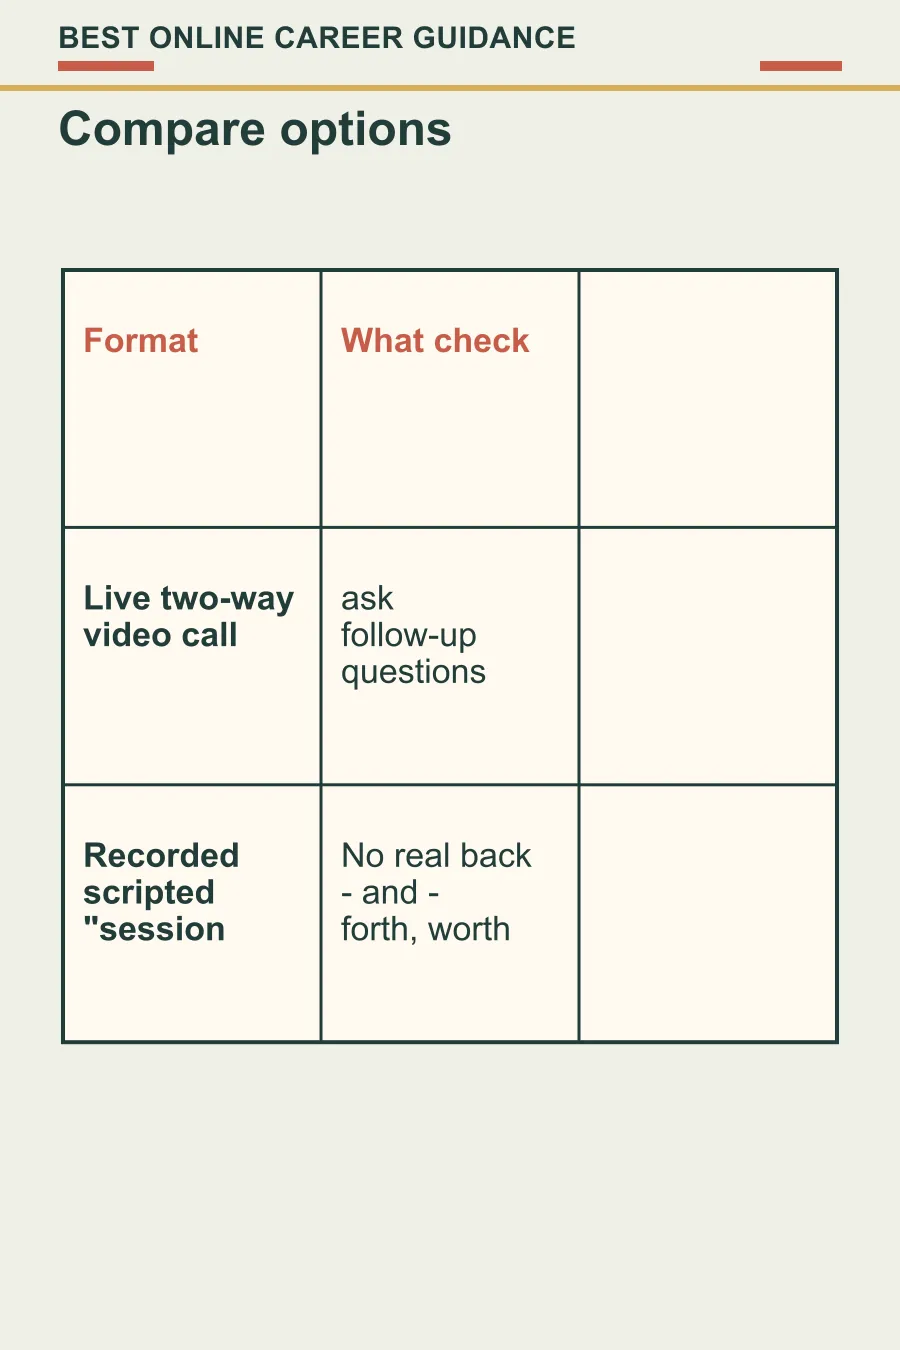 BEST ONLINE CAREER GUIDANCE
Compare options
Format
What check
Live two-way
video call
ask
follow-up
questions
Recorded
scripted
"session
No real back
- and -
forth, worth